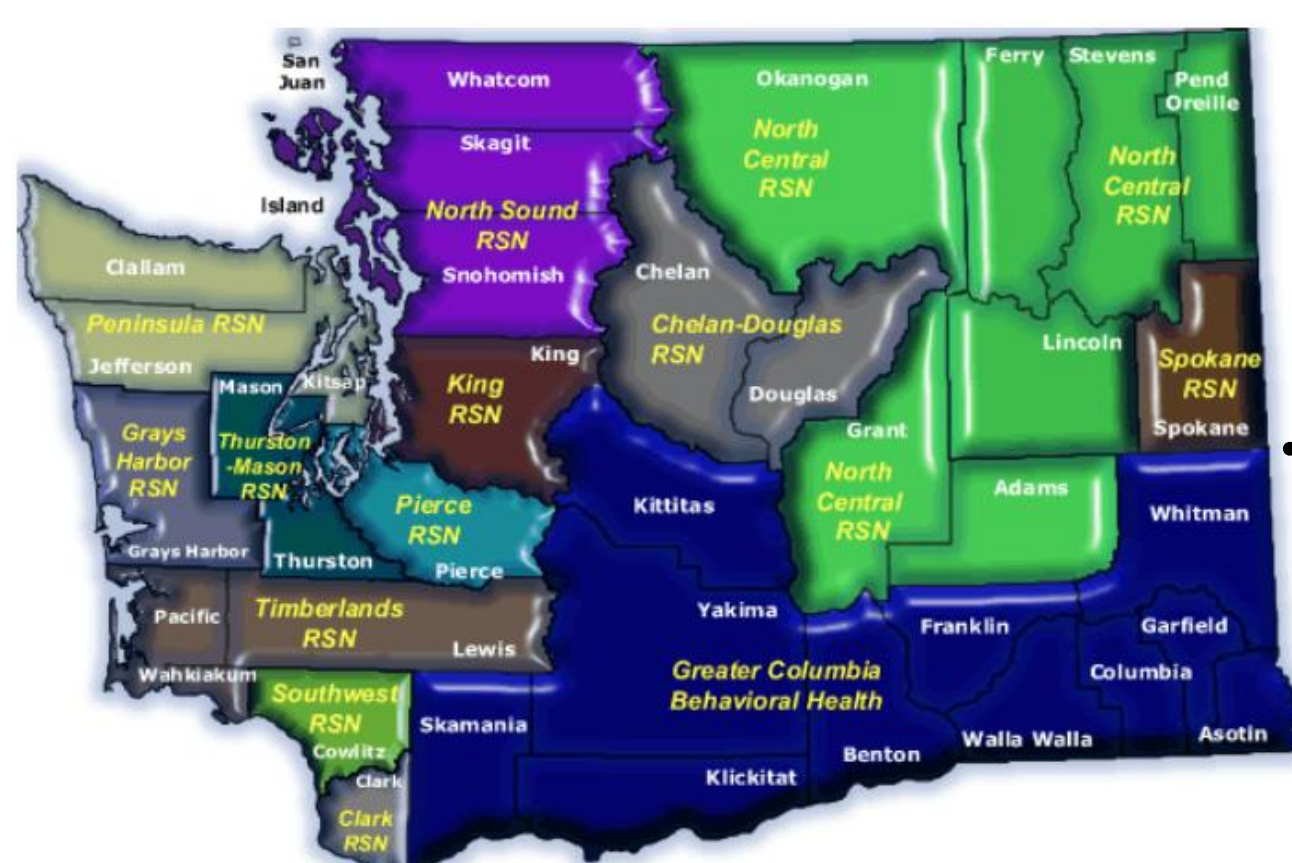 San
Juan
Whatcom
Okanogan
Ferry
Stevens
Pend
Oreille
Skagit
North
Central
RSN
North
Central
RSN
Island
North Sound
RSN
Clallam
Snohomish
Chelan
Peninsula RSN
Chelan-Douglas
RSN
Lincoln
Jefferson
King
Spokane
RSN
Mason
Kitsap
King
RSN
Douglas
Spokane
Grays
Harbor
RSN
Thurston
-Mason
RSN
Grant
North
Central
RSN
Adams
Pierce
RSN
Kittitas
Whitman
Grays Harbor
Thurston
Pierce
Pacific
Timberlands
RSN
Lewis
Yakima
Franklin
Garfield
Wahkiakum
Greater Columbia
Behavioral Health
Columbia
Southwest
RSN
Cowlitz
Skamania
Benton
Walla Walla
Asotin
Clark
Klickitat
Clark
RSN